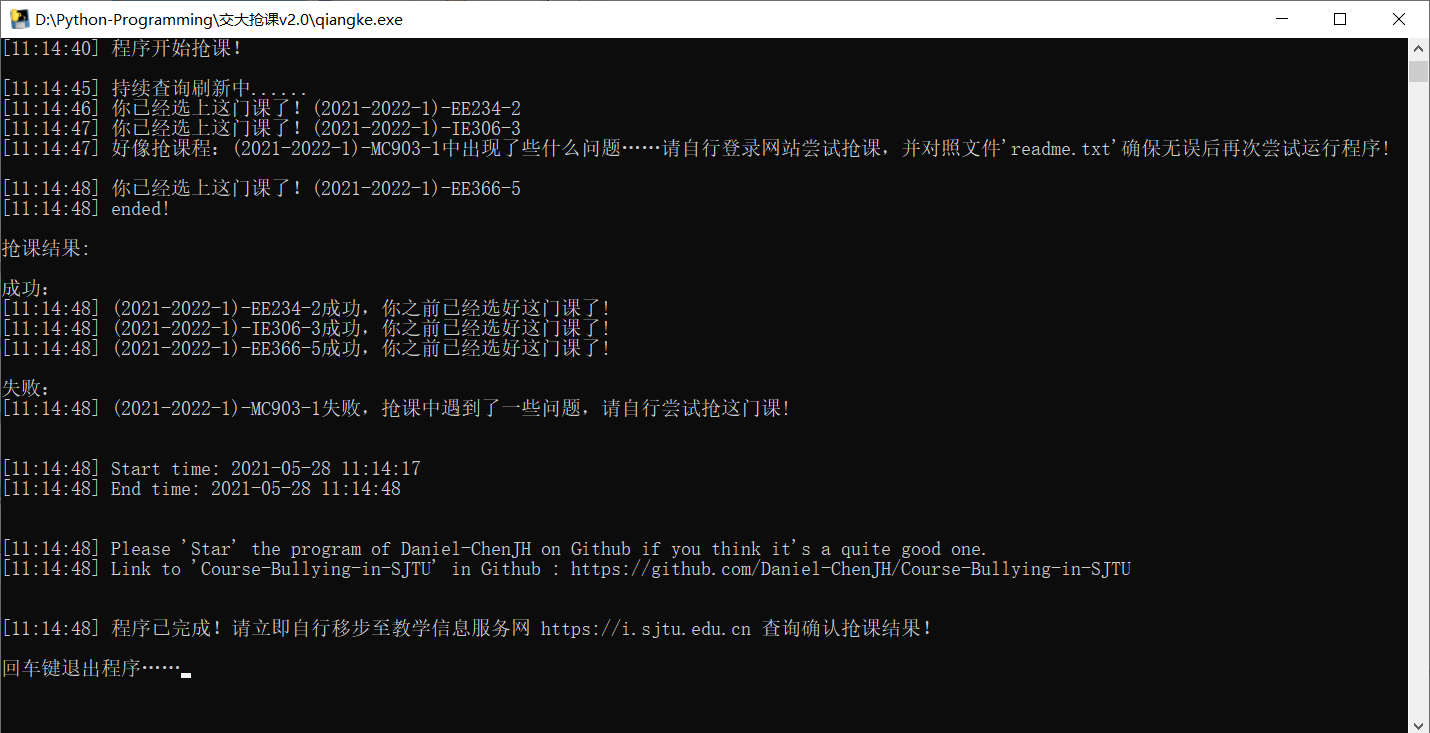 D:\Python-Programming\交大抢课v2.0\qiangke.exe
[11:14:40] 程序开始抢课！
[11:14:45] 持续查询刷新中......
[11:14:46] 你已经选上这门课了！(2021-2022-1)-EE234-2
[11:14:47] 你已经选上这门课了！(2021-2022-1)-IE306-3
[11:14:47] 好像抢课程：(2021-2022-1)-MC903-1中出现了些什么问题……请自行登录网站尝试抢课，并对照文件'readme.txt'确保无误后再次尝试运行程序！
[11:14:48] 你已经选上这门课了！(2021-2022-1)-EE366-5
[11:14:48] ended!
抢课结果:
成功：
[11:14:48] (2021-2022-1)-EE234-2成功，你之前已经选好这门课了！
[11:14:48] (2021-2022-1)-IE306-3成功，你之前已经选好这门课了！
[11:14:48] (2021-2022-1)-EE366-5成功，你之前已经选好这门课了！
失败：
[11:14:48] (2021-2022-1)-MC903-1失败，抢课中遇到了一些问题，请自行尝试抢这门课！
[11:14:48] Start time: 2021-05-28 11:14:17
[11:14:48] End time: 2021-05-28 11:14:48
[11:14:48] Please 'Star' the program of Daniel-ChenJH on Github if you think it's a quite good one.
[11:14:48] Link to 'Course-Bullying-in-SJTU' in Github : https://github.com/Daniel-ChenJH/Course-Bullying-in-SJTU
[11:14:48] 程序已完成！请立即自行移步至教学信息服务网 https://i.sjtu.edu.cn 查询确认抢课结果！
回车键退出程序……